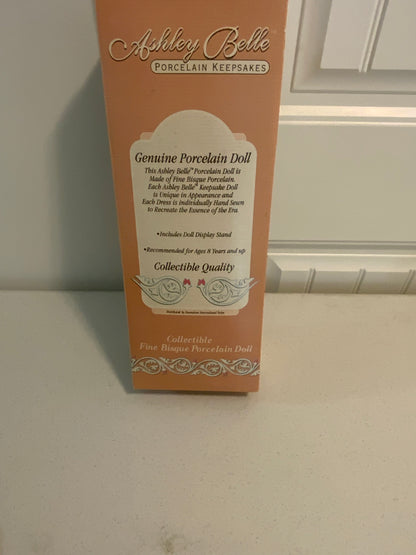 Ashley Belle
PORCELAIN KEEPSAKES
Genuine Porcelain Doll
This Ashley Belle™ Porcelain Doll is
Made of Fine Bisque Porcelain.
Each Ashley Belle® Keepsake Doll
is Unique in Appearance and
Each Dress is individually Hand Sewn
to Recreate the Essence of the Era.
•Includes Doll Display Stand
•Recommended for Ages 8 Years and up
Collectible Quality
Collectible
Fine Bisque Porcelain Doll